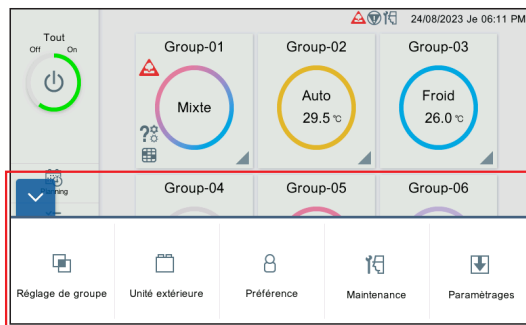 24/08/2023 Je 06:11 PM
Tout
Off On
Group-01
Group-02
Group-03
Mixte
Auto
29.5 °C
Froid
26.0 °C
Group-04
Group-05
Group-06
Réglage de groupe
Unité extérieure
Préférence
Maintenance
Paramètrages